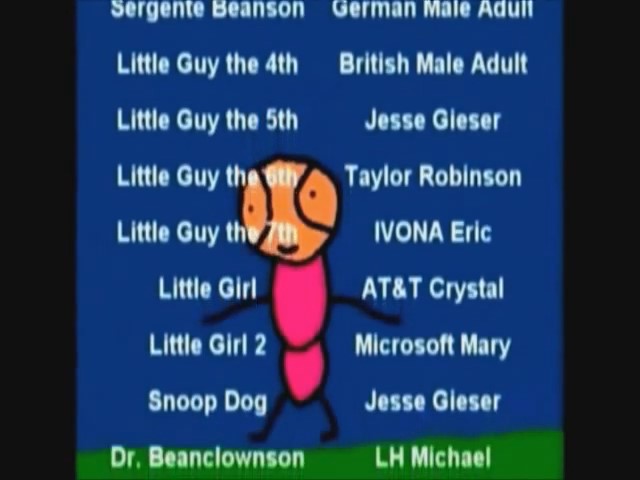 Sergente Beanson German Male Adult
Little Guy the 4th British Male Adult
Little Guy the 5th Jesse Gieser
Little Guy the 6th Taylor Robinson
Little Guy the 7th IVONA Eric
Little Girl AT&T Crystal
Little Girl 2 Microsoft Mary
Snoop Dog Jesse Gieser
Dr. Beanclownson LH Michael